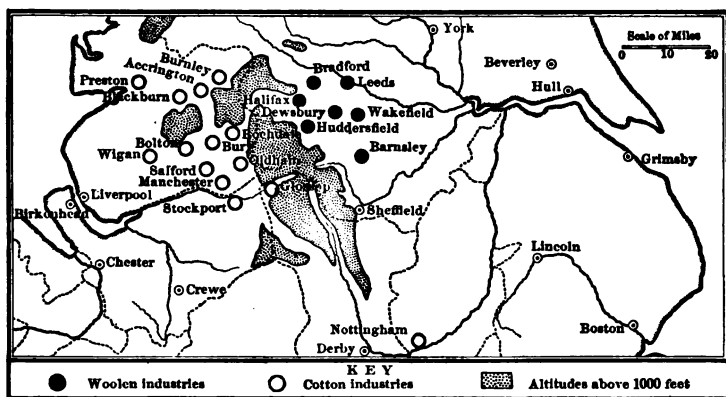 York
Scale of Miles
0 20
Beverley
Hull
Burnley
Accrington
Preston
Blackburn
Bradford
Leeds
Halifax
Dewsbury
Wakefield
Huddersfield
Rochdale
Bolton
Bury
Wigan
Oldham
Barnsley
Grimsby
Salford
Manchester
Glossop
Liverpool
Birkenhead
Stockport
Sheffield
Chester
Lincoln
Crewe
Nottingham
Boston
Derby
KEY
Woolen industries
Cotton industries
Altitudes above 1000 feet